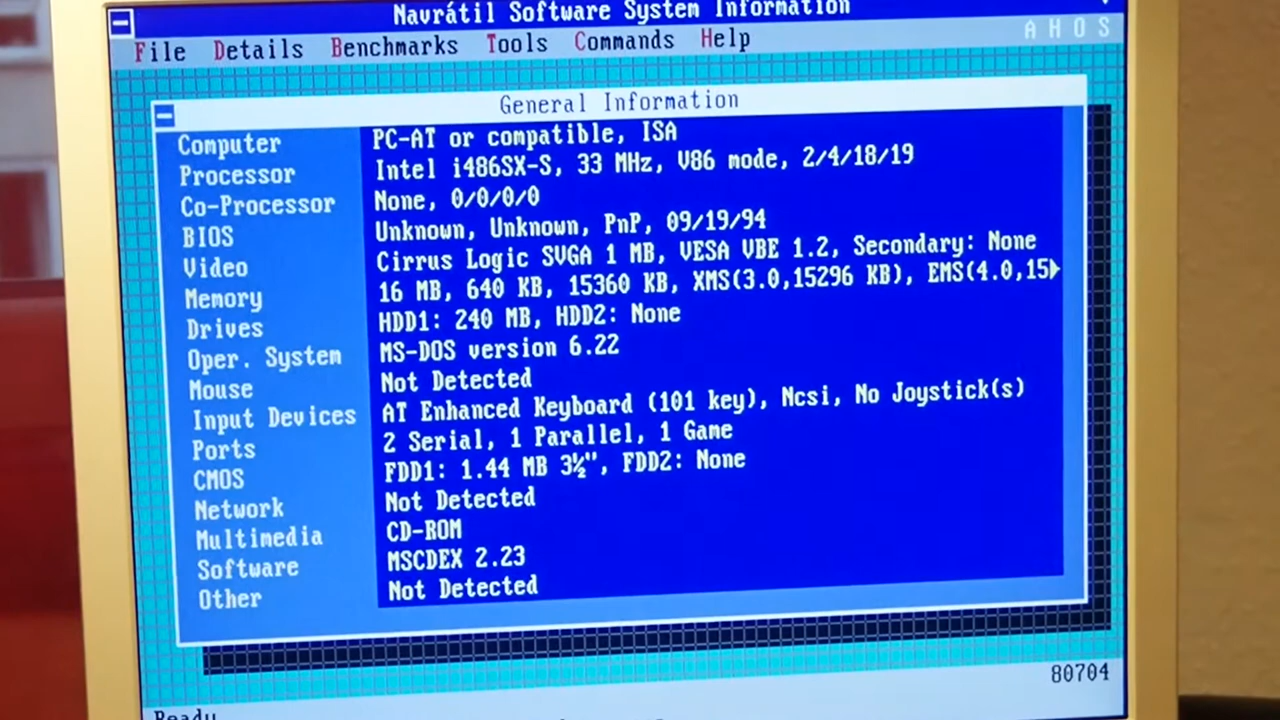 Navrátil Software System Information
File Details Benchmarks Tools Commands Help AHOS
General Information
Computer PC-AT or compatible, ISA
Processor Intel i486SX-S, 33 MHz, V86 mode, 2/4/18/19
Co-Processor None, 0/0/0/0
BIOS Unknown, Unknown, PnP, 09/19/94
Video Cirrus Logic SVGA 1 MB, VESA VBE 1.2, Secondary: None
Memory 16 MB, 640 KB, 15360 KB, XMS(3.0,15296 KB), EMS(4.0,15
Drives HDD1: 240 MB, HDD2: None
Oper. System MS-DOS version 6.22
Mouse Not Detected
Input Devices AT Enhanced Keyboard (101 key), Ncsi, No Joystick(s)
Ports 2 Serial, 1 Parallel, 1 Game
CMOS FDD1: 1.44 MB 3½", FDD2: None
Network Not Detected
Multimedia CD-ROM
Software MSCDEX 2.23
Other Not Detected
80704
Ready